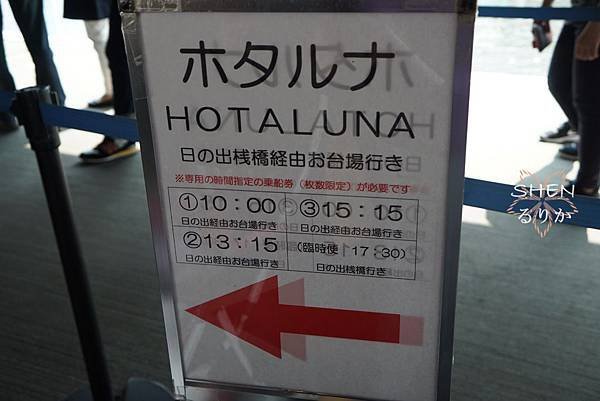 ホタルナ
HOTALUNA
日の出桟橋経由お台場行き
※専用の時間指定の乗船券（枚数限定）が必要です
①10：00
日の出経由お台場行き
③15：15
日の出経由お台場行き
②13：15
日の出経由お台場行き
（臨時便 17：30）
日の出桟橋行き
SHEN
るりか